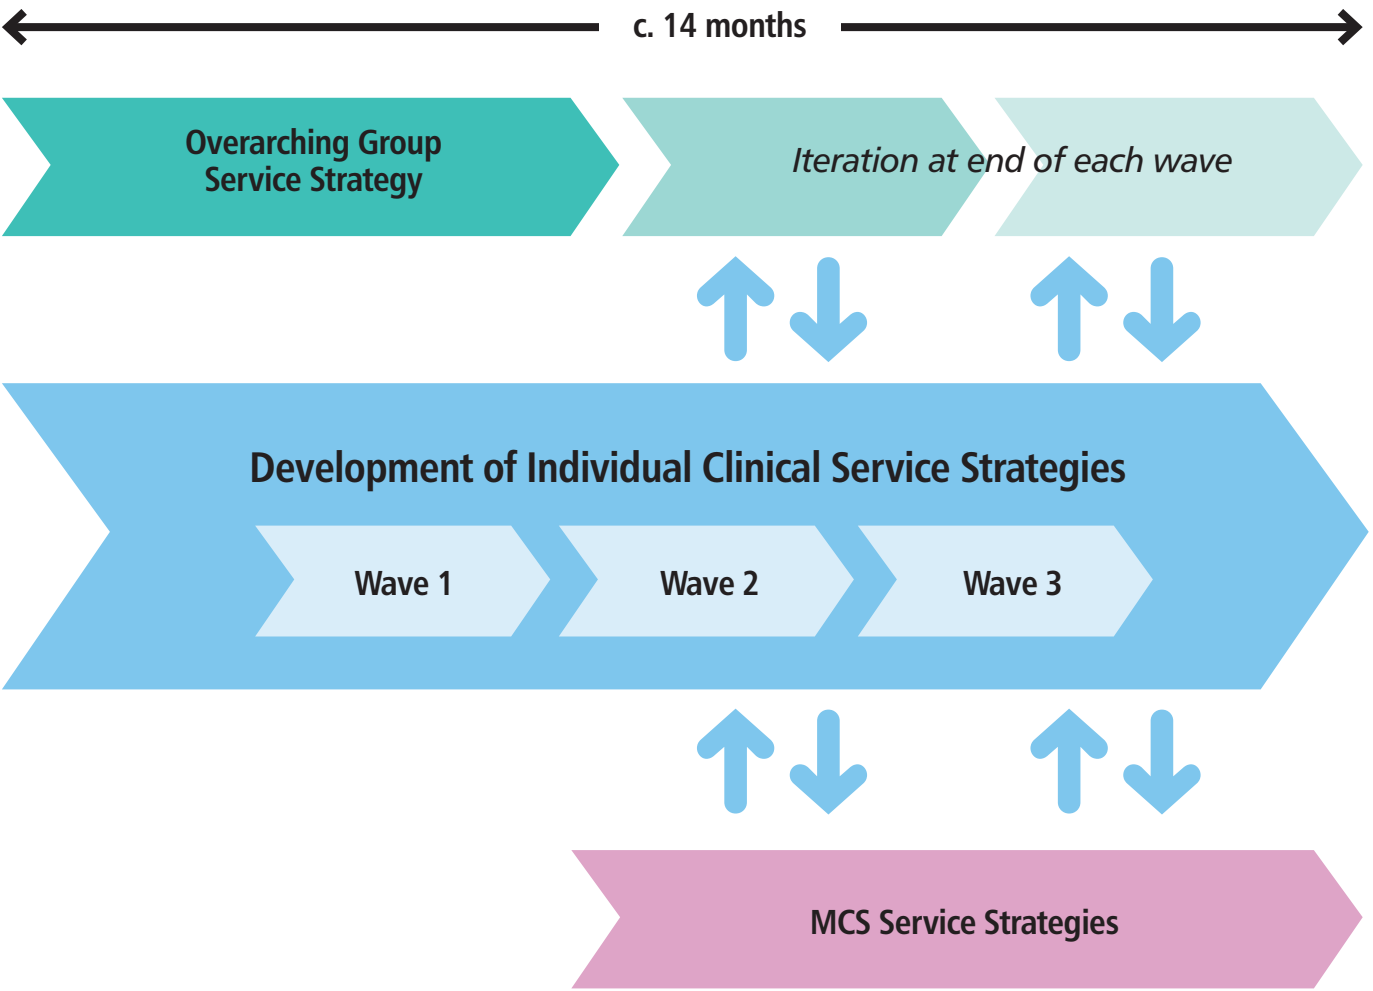 c. 14 months
Overarching Group
Service Strategy
Iteration at end of each wave
Development of Individual Clinical Service Strategies
Wave 1
Wave 2
Wave 3
MCS Service Strategies